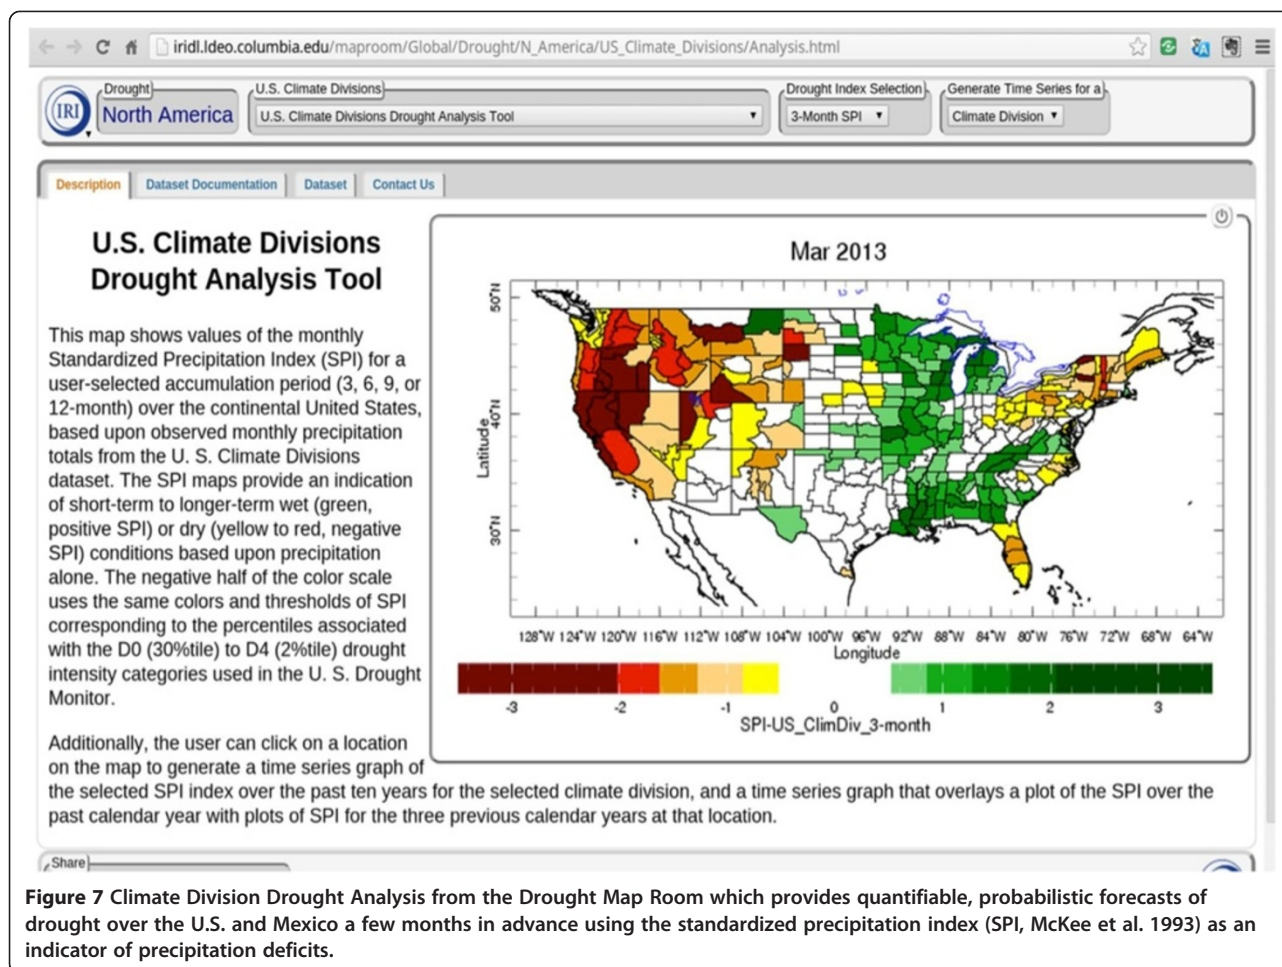 iridl.ldeo.columbia.edu/maproom/Global/Drought/N_America/US_Climate_Divisions/Analysis.html
IRI
Drought
North America
U.S. Climate Divisions
U.S. Climate Divisions Drought Analysis Tool
Drought Index Selection
3-Month SPI
Generate Time Series for a
Climate Division
Description
Dataset Documentation
Dataset
Contact Us
U.S. Climate Divisions
Drought Analysis Tool
This map shows values of the monthly
Standardized Precipitation Index (SPI) for a
user-selected accumulation period (3, 6, 9, or
12-month) over the continental United States,
based upon observed monthly precipitation
totals from the U. S. Climate Divisions
dataset. The SPI maps provide an indication
of short-term to longer-term wet (green,
positive SPI) or dry (yellow to red, negative
SPI) conditions based upon precipitation
alone. The negative half of the color scale
uses the same colors and thresholds of SPI
corresponding to the percentiles associated
with the D0 (30%tile) to D4 (2%tile) drought
intensity categories used in the U. S. Drought
Monitor.
Additionally, the user can click on a location
on the map to generate a time series graph of
the selected SPI index over the past ten years for the selected climate division, and a time series graph that overlays a plot of the SPI over the
past calendar year with plots of SPI for the three previous calendar years at that location.
Mar 2013
50°N
40°N
30°N
Latitude
128°W 124°W 120°W 116°W 112°W 108°W 104°W 100°W 96°W 92°W 88°W 84°W 80°W 76°W 72°W 68°W 64°W
Longitude
-3 -2 -1 0 1 2 3
SPI-US_ClimDiv_3-month
Share
Figure 7 Climate Division Drought Analysis from the Drought Map Room which provides quantifiable, probabilistic forecasts of
drought over the U.S. and Mexico a few months in advance using the standardized precipitation index (SPI, McKee et al. 1993) as an
indicator of precipitation deficits.